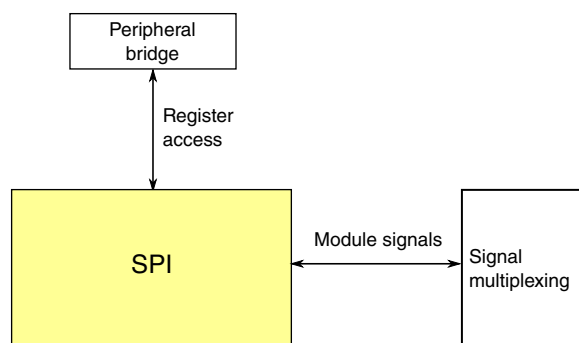 Peripheral
bridge
Register
access
SPI
Module signals
Signal
multiplexing